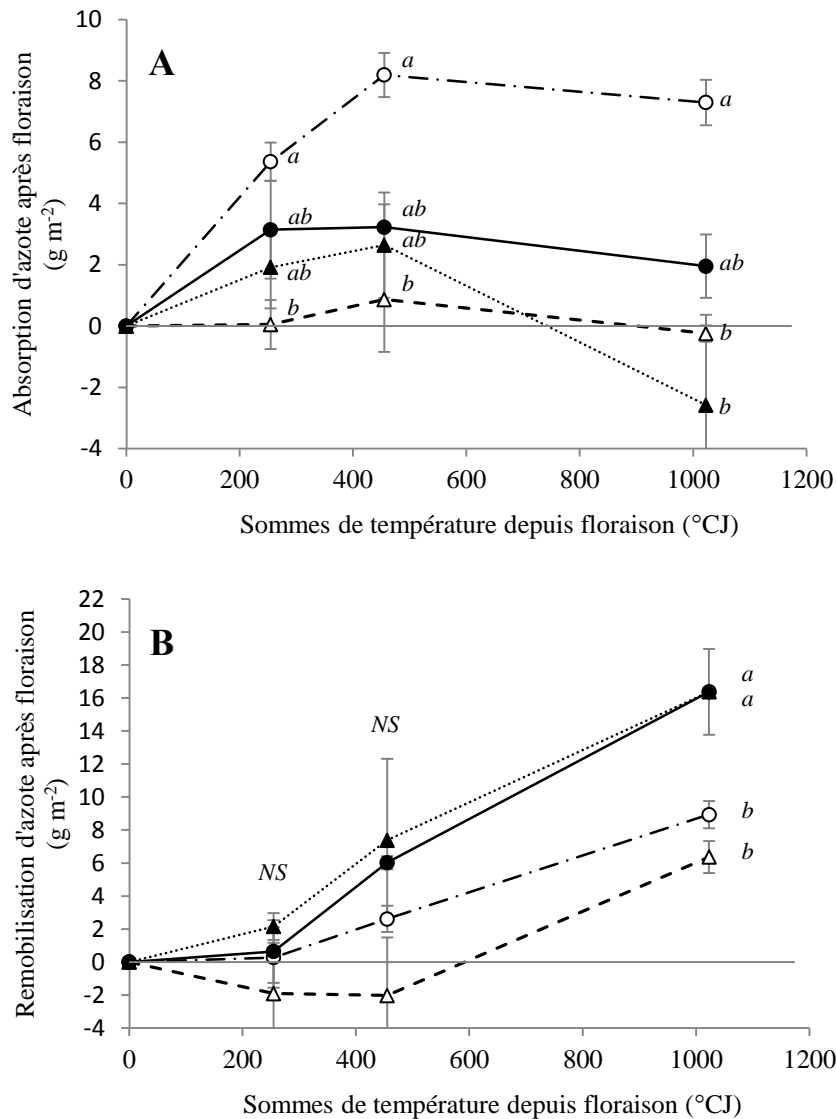 10
A
a
8
a
a
6
ab
ab
4
ab
ab
ab
2
b
b
0
b
-2
b
-4
0 200 400 600 800 1000 1200
Absorption d'azote après floraison
(g m-2)
Sommes de température depuis floraison (°CJ)
22
B
20
18
a
a
16
NS
14
12
10
b
8
b
6
NS
4
2
0
-2
-4
0 200 400 600 800 1000 1200
Remobilisation d'azote après floraison
(g m-2)
Sommes de température depuis floraison (°CJ)